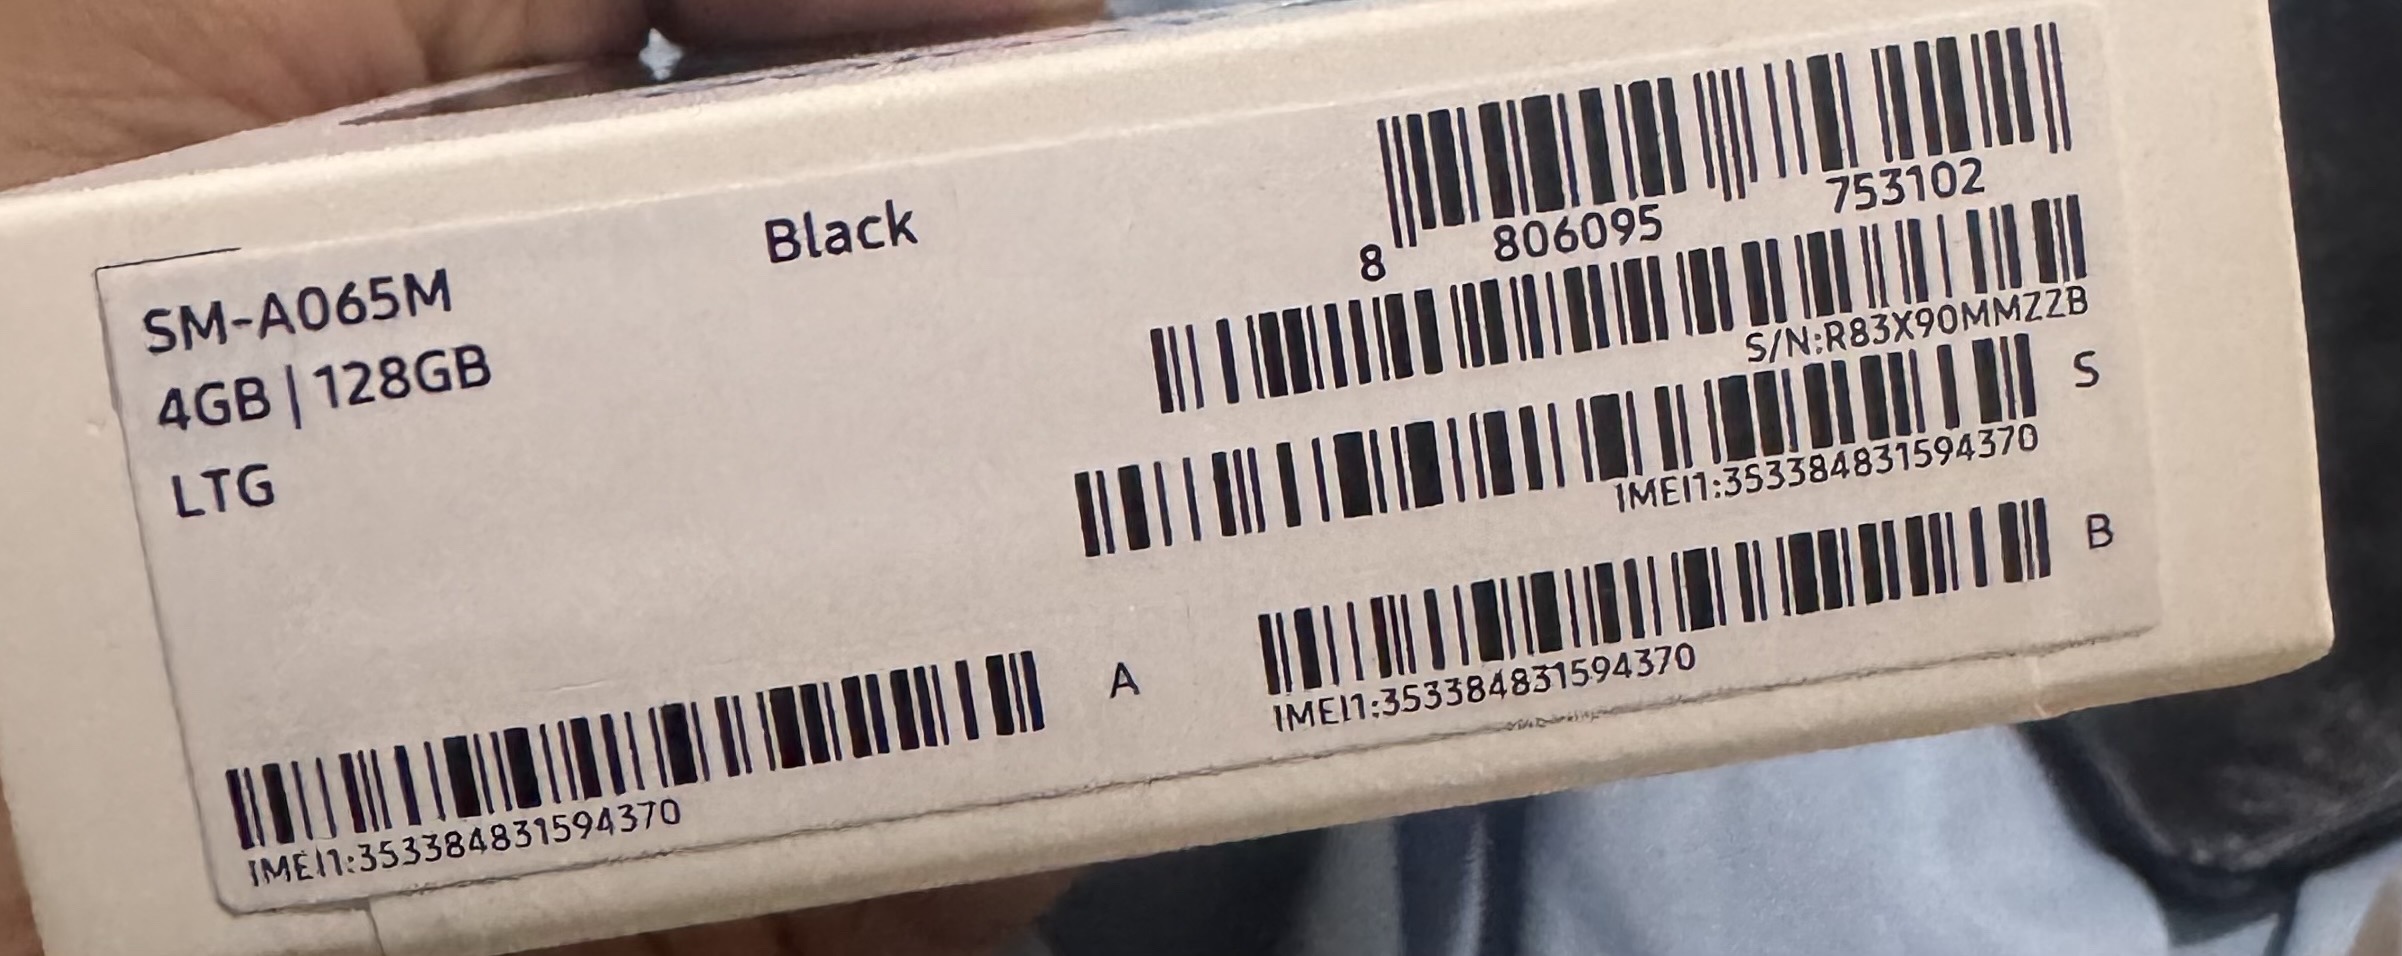 Black
SM-A065M
4GB | 128GB
LTG
8 806095 753102
S/N:R83X90MMZZB
S
IMEI1:353384831594370
B
IMEI1:353384831594370
A
IMEI1:353384831594370